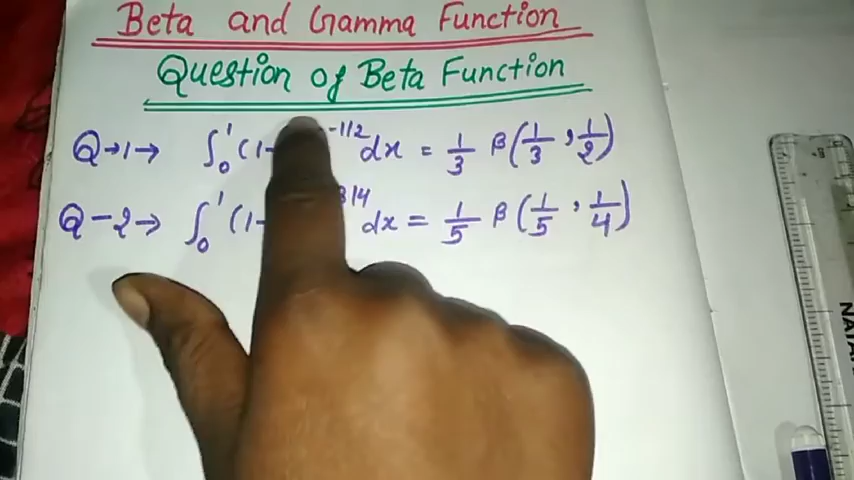 Beta and Gamma Function
Question of Beta Function
Q→1→ ∫₀¹ (1- -1/2 dx = 1/3 β(1/3 , 1/2)
Q-2→ ∫₀¹ (1- 3/4 dx = 1/5 β(1/5 , 1/4)
NATA